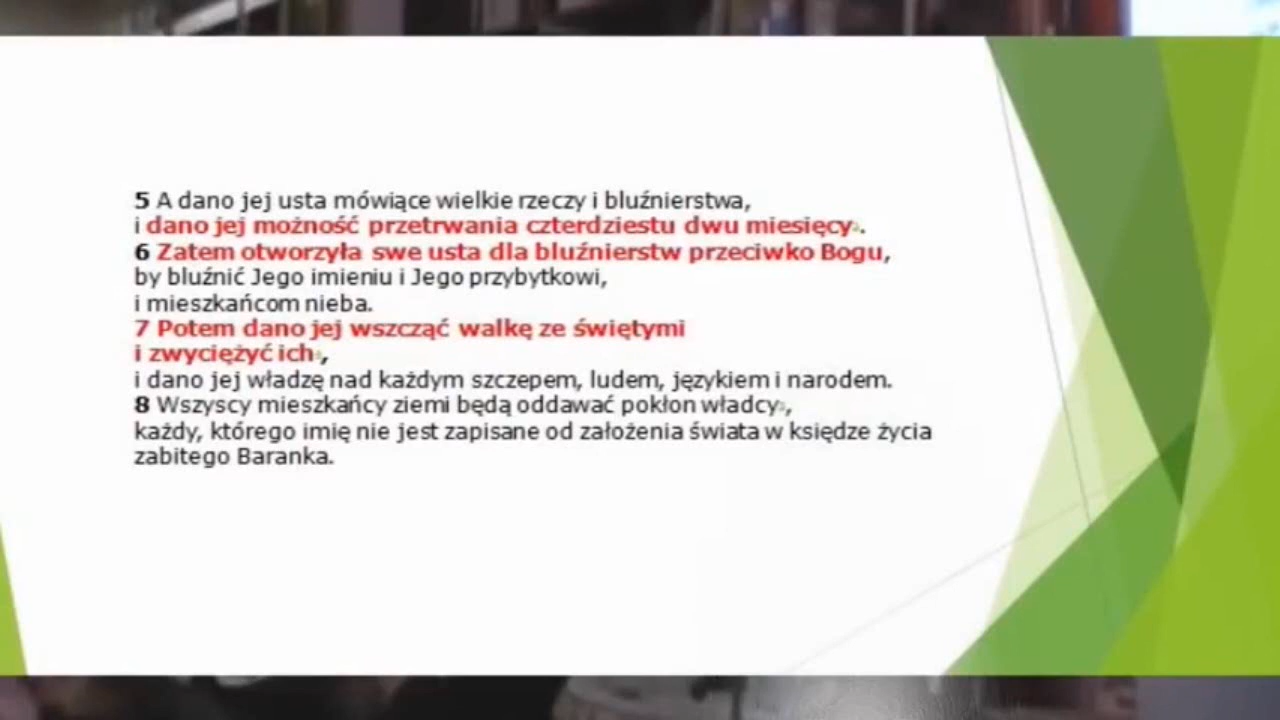 5 A dano jej usta mówiące wielkie rzeczy i bluźnierstwa,
i dano jej możność przetrwania czterdziestu dwu miesięcy.
6 Zatem otworzyła swe usta dla bluźnierstw przeciwko Bogu,
by bluźnić Jego imieniu i Jego przybytkowi,
i mieszkańcom nieba.
7 Potem dano jej wszcząć walkę ze świętymi
i zwyciężyć ich,
i dano jej władzę nad każdym szczepem, ludem, językiem i narodem.
8 Wszyscy mieszkańcy ziemi będą oddawać pokłon władcy,
każdy, którego imię nie jest zapisane od założenia świata w księdze życia
zabitego Baranka.